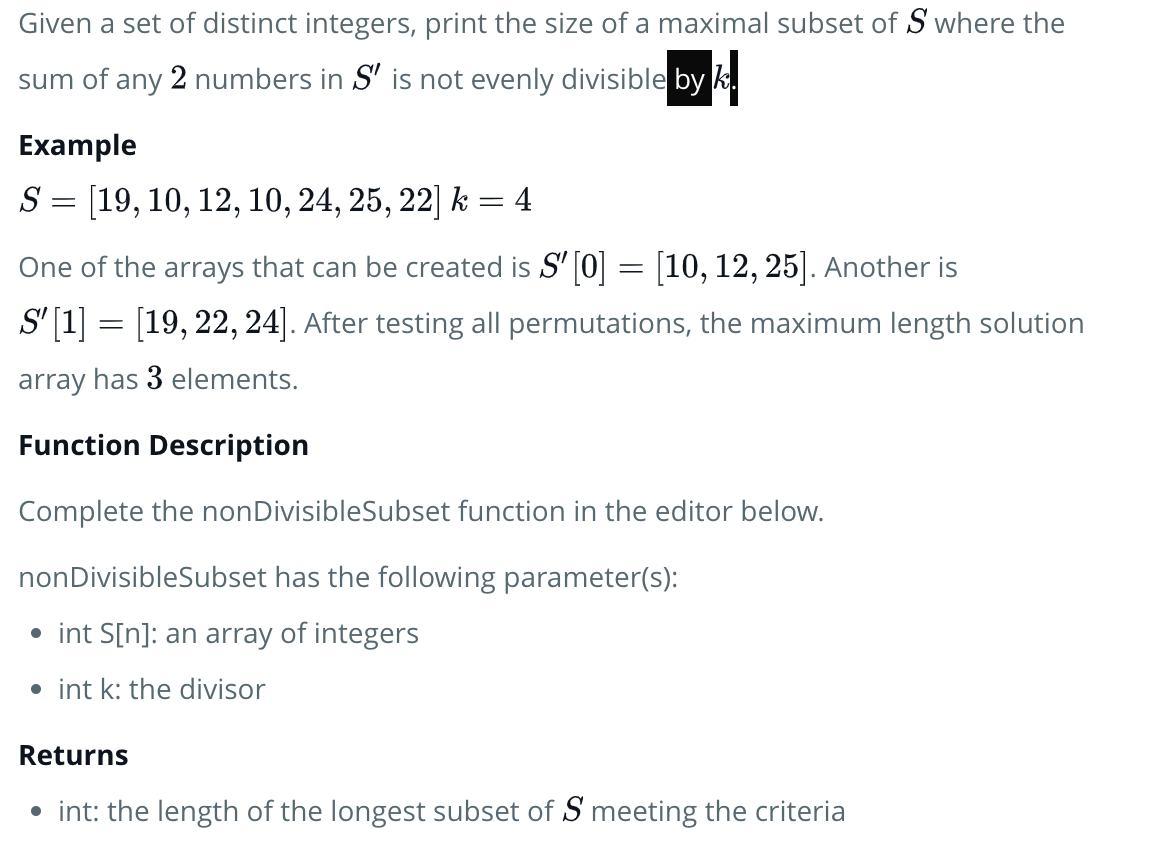 Given a set of distinct integers, print the size of a maximal subset of S where the
sum of any 2 numbers in S′ is not evenly divisible by k.
Example
S = [19, 10, 12, 10, 24, 25, 22] k = 4
One of the arrays that can be created is S′[0] = [10, 12, 25]. Another is
S′[1] = [19, 22, 24]. After testing all permutations, the maximum length solution
array has 3 elements.
Function Description
Complete the nonDivisibleSubset function in the editor below.
nonDivisibleSubset has the following parameter(s):
• int S[n]: an array of integers
• int k: the divisor
Returns
• int: the length of the longest subset of S meeting the criteria